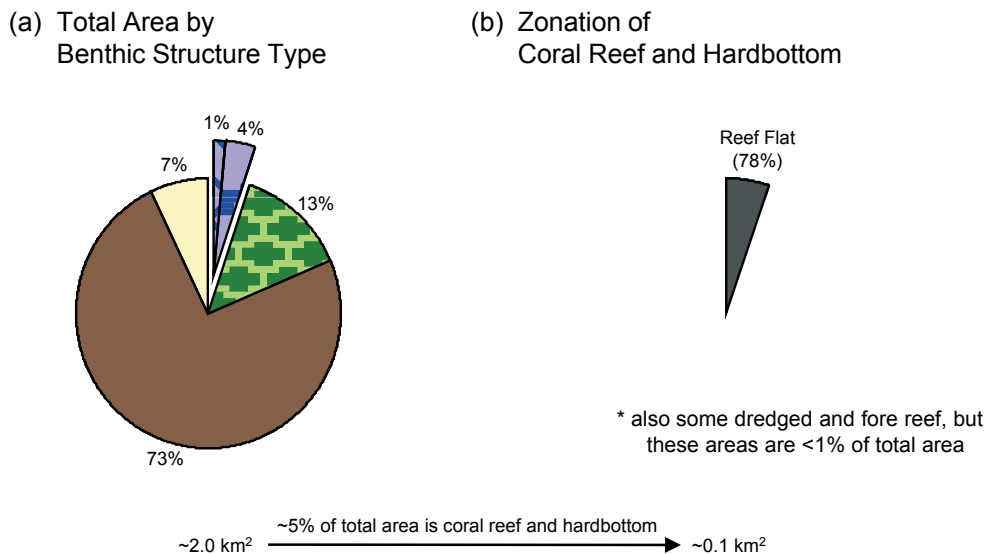 (a) Total Area by
Benthic Structure Type
(b) Zonation of
Coral Reef and Hardbottom
1%
4%
7%
13%
73%
Reef Flat
(78%)
* also some dredged and fore reef, but
these areas are <1% of total area
~5% of total area is coral reef and hardbottom
~2.0 km²
~0.1 km²